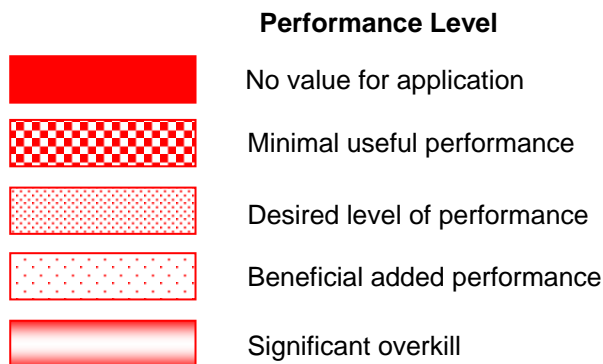 Performance Level
No value for application
Minimal useful performance
Desired level of performance
Beneficial added performance
Significant overkill